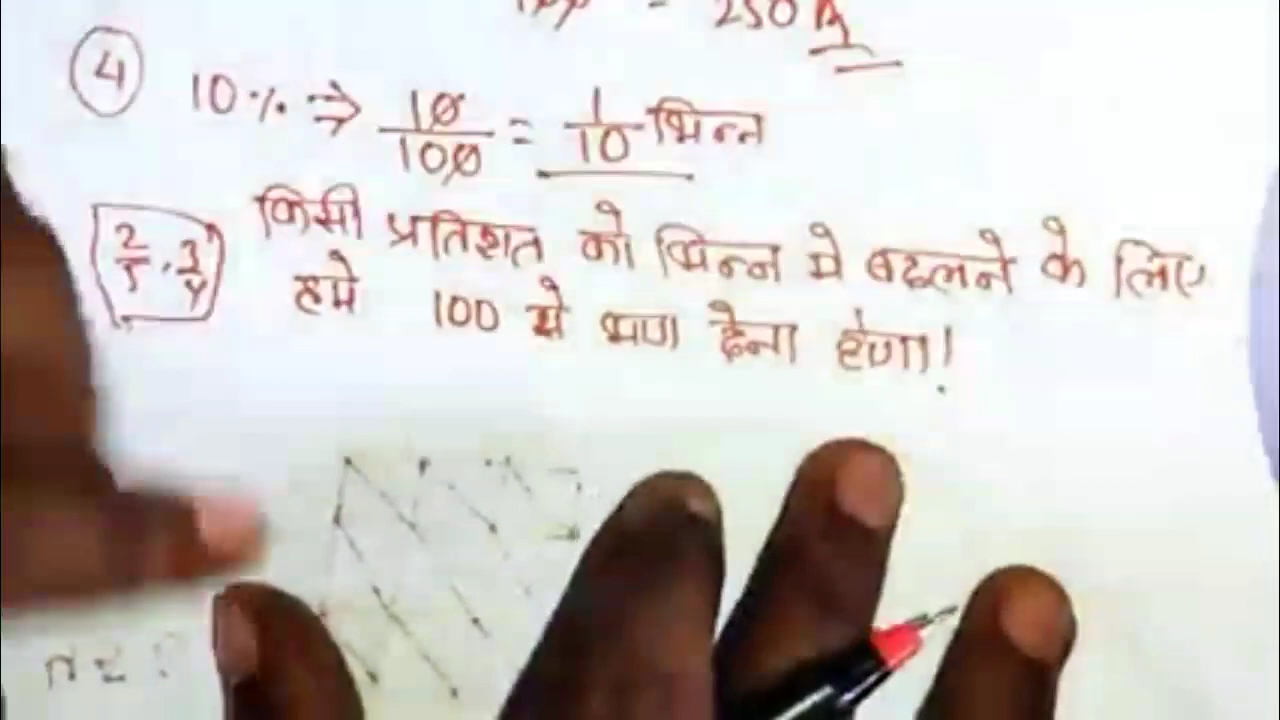 = 250 ₹
④ 10% ⇒ 10/100 = 1/10 भिन्न
2/5, 3/4
किसी प्रतिशत को भिन्न मे बदलने के लिए
हमे 100 से भाग देना होगा!